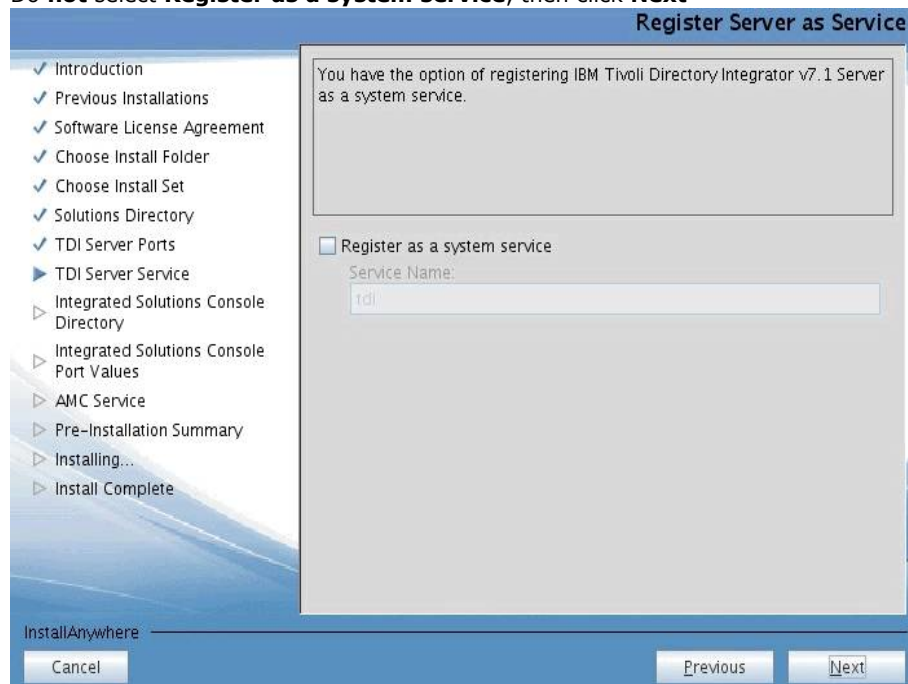 Do not select Register as a System Service, then click Next
Register Server as Service
Introduction
Previous Installations
Software License Agreement
Choose Install Folder
Choose Install Set
Solutions Directory
TDI Server Ports
TDI Server Service
Integrated Solutions Console
Directory
Integrated Solutions Console
Port Values
AMC Service
Pre-Installation Summary
Installing...
Install Complete
You have the option of registering IBM Tivoli Directory Integrator v7.1 Server
as a system service.
Register as a system service
Service Name:
tdi
InstallAnywhere
Cancel
Previous
Next